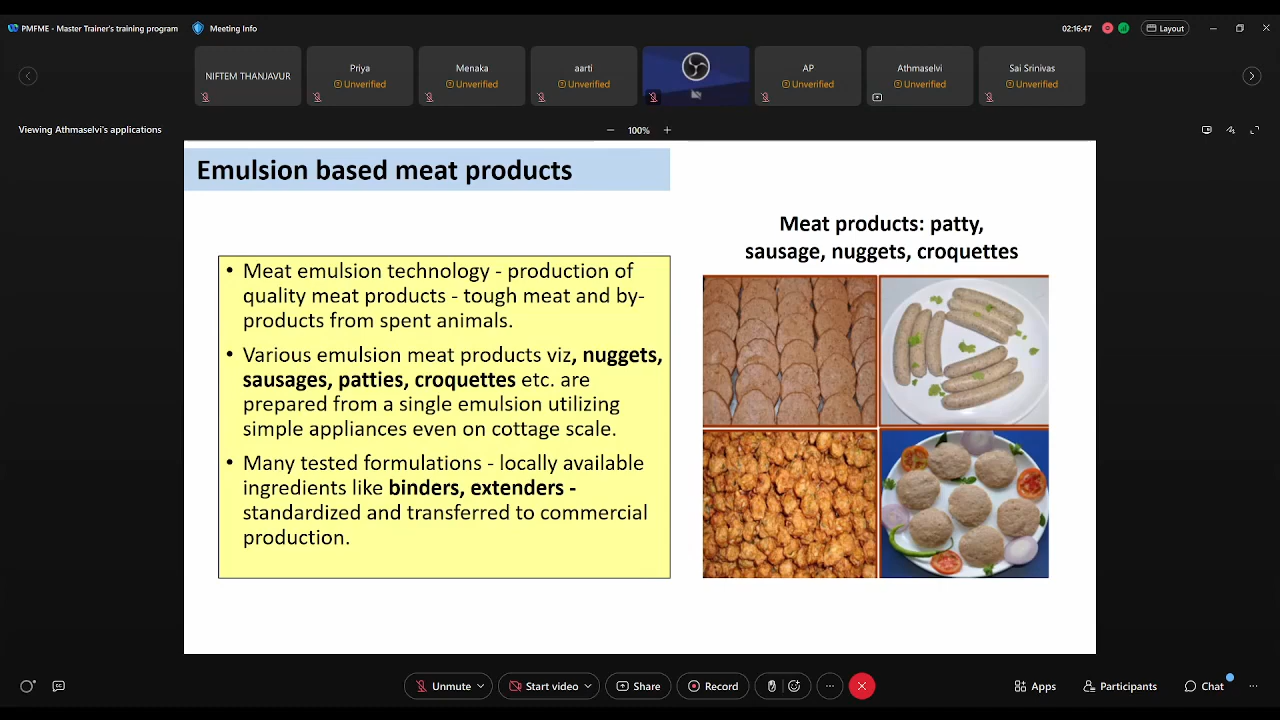 PMFME - Master Trainer's training program
Meeting Info
02:16:47
Layout
NIFTEM THANJAVUR
Priya
Unverified
Menaka
Unverified
aarti
Unverified
AP
Unverified
Athmaselvi
Unverified
Sai Srinivas
Unverified
Viewing Athmaselvi's applications
100%
Emulsion based meat products
• Meat emulsion technology - production of
quality meat products - tough meat and by-
products from spent animals.
• Various emulsion meat products viz, nuggets,
sausages, patties, croquettes etc. are
prepared from a single emulsion utilizing
simple appliances even on cottage scale.
• Many tested formulations - locally available
ingredients like binders, extenders -
standardized and transferred to commercial
production.
Meat products: patty,
sausage, nuggets, croquettes
Unmute
Start video
Share
Record
Apps
Participants
Chat